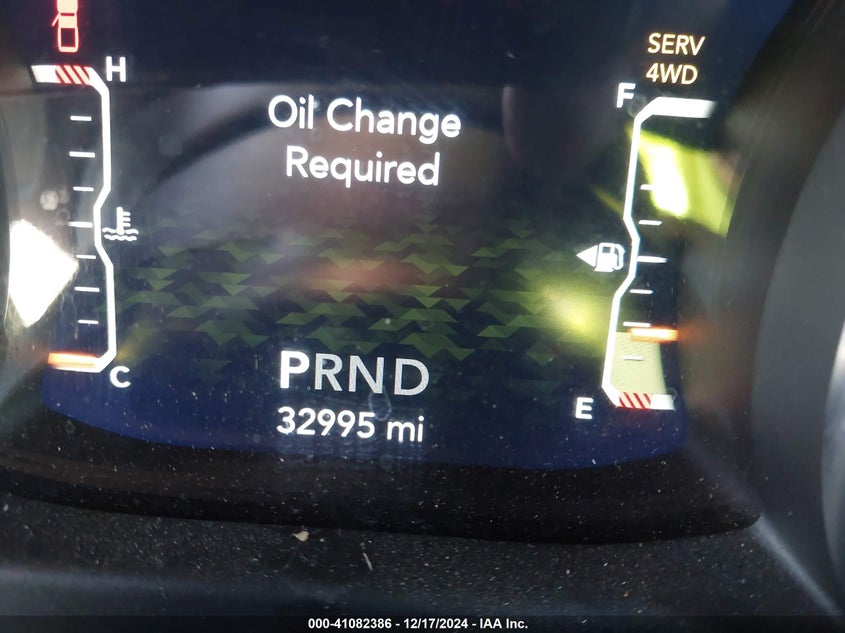 SERV
4WD
H
F
Oil Change
Required
C
E
PRND
32995 mi
000-41082386 - 12/17/2024 - IAA Inc.